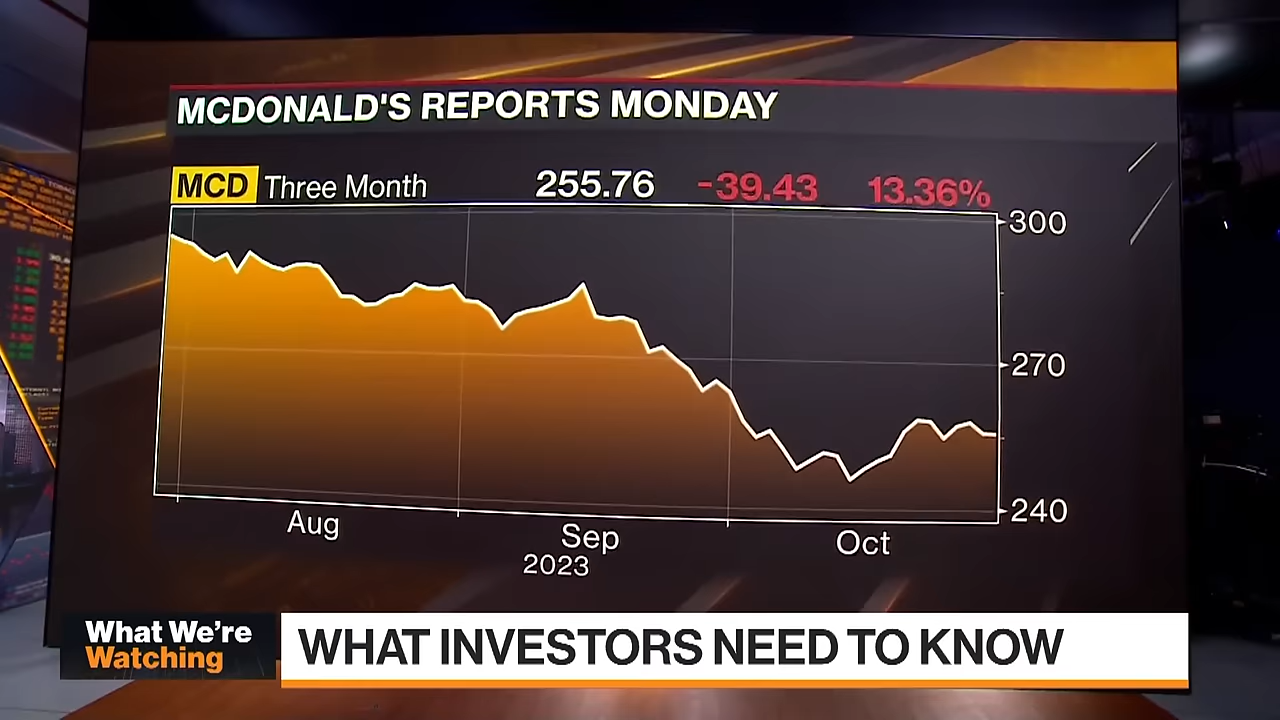 MCDONALD'S REPORTS MONDAY
MCD Three Month 255.76 -39.43 13.36%
300
270
240
Aug Sep Oct
2023
What We're
Watching
WHAT INVESTORS NEED TO KNOW